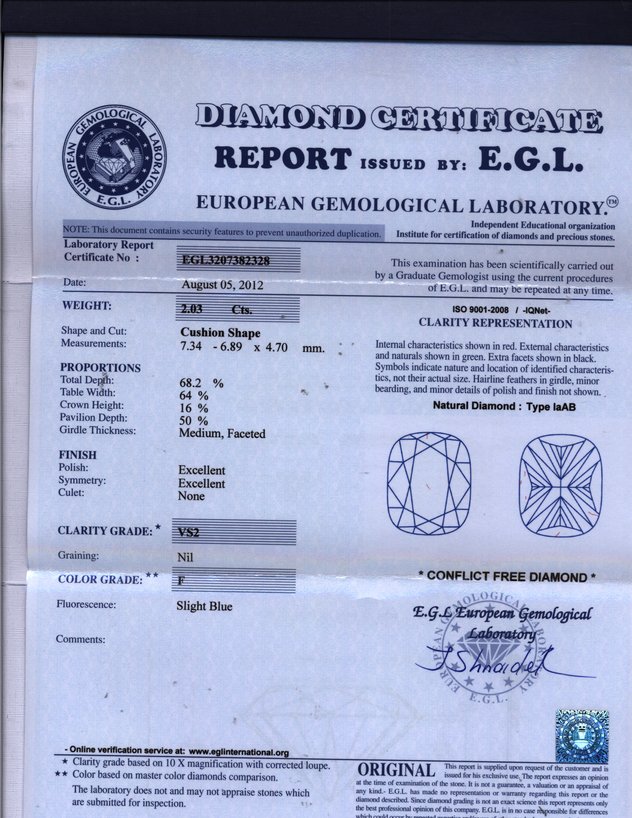 EUROPEAN GEMOLOGICAL LABORATORY
E.G.L.
DIAMOND CERTIFICATE
REPORT ISSUED BY: E.G.L.
EUROPEAN GEMOLOGICAL LABORATORY.™
NOTE: This document contains security features to prevent unauthorized duplication.
Independent Educational organization
Institute for certification of diamonds and precious stones.
Laboratory Report
Certificate No : EGL3207382328
Date: August 05, 2012
This examination has been scientifically carried out
by a Graduate Gemologist using the current procedures
of E.G.L. and may be repeated at any time.
WEIGHT: 2.03 Cts.
Shape and Cut: Cushion Shape
Measurements: 7.34 - 6.89 x 4.70 mm.
PROPORTIONS
Total Depth: 68.2 %
Table Width: 64 %
Crown Height: 16 %
Pavilion Depth: 50 %
Girdle Thickness: Medium, Faceted
FINISH
Polish: Excellent
Symmetry: Excellent
Culet: None
CLARITY GRADE: * VS2
Graining: Nil
COLOR GRADE: ** F
Fluorescence: Slight Blue
Comments:
ISO 9001-2008 / -IQNet-
CLARITY REPRESENTATION
Internal characteristics shown in red. External characteristics
and naturals shown in green. Extra facets shown in black.
Symbols indicate nature and location of identified characteris-
tics, not their actual size. Hairline feathers in girdle, minor
bearding, and minor details of polish and finish not shown.
Natural Diamond : Type IaAB
* CONFLICT FREE DIAMOND *
E.G.L European Gemological
Laboratory
EUROPEAN GEMOLOGICAL LABORATORY
E.G.L.
- Online verification service at: www.eglinternational.org
* Clarity grade based on 10 X magnification with corrected loupe.
** Color based on master color diamonds comparison.
The laboratory does not and may not appraise stones which
are submitted for inspection.
ORIGINAL This report is supplied upon request of the customer and is
issued for his exclusive use. The report expresses an opinion
at the time of examination of the stone. It is not a guarantee, a valuation or an appraisal of
any kind.- E.G.L. has made no representation or warranty regarding this report or the
diamond described. Since diamond grading is not an exact science this report represents only
the best professional opinion of this company. E.G.L. is in no case responsible for differences